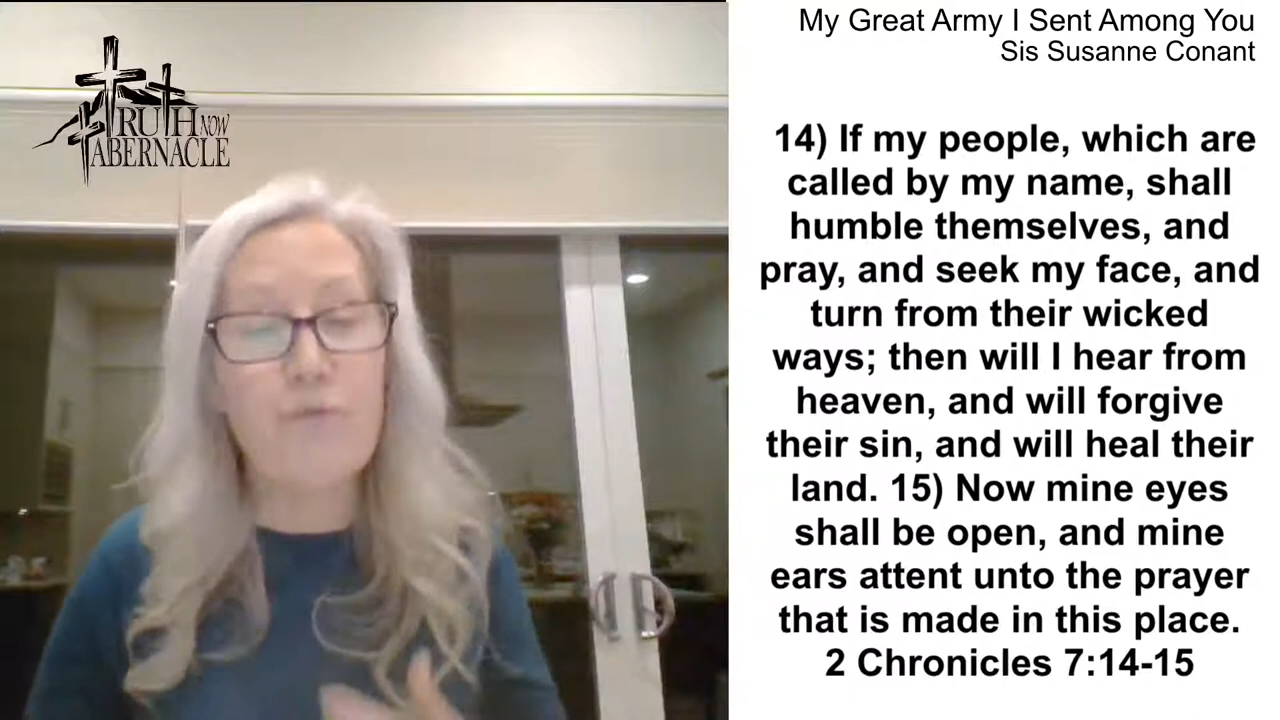 My Great Army I Sent Among You
Sis Susanne Conant
TRUTH NOW
TABERNACLE
14) If my people, which are
called by my name, shall
humble themselves, and
pray, and seek my face, and
turn from their wicked
ways; then will I hear from
heaven, and will forgive
their sin, and will heal their
land. 15) Now mine eyes
shall be open, and mine
ears attent unto the prayer
that is made in this place.
2 Chronicles 7:14-15